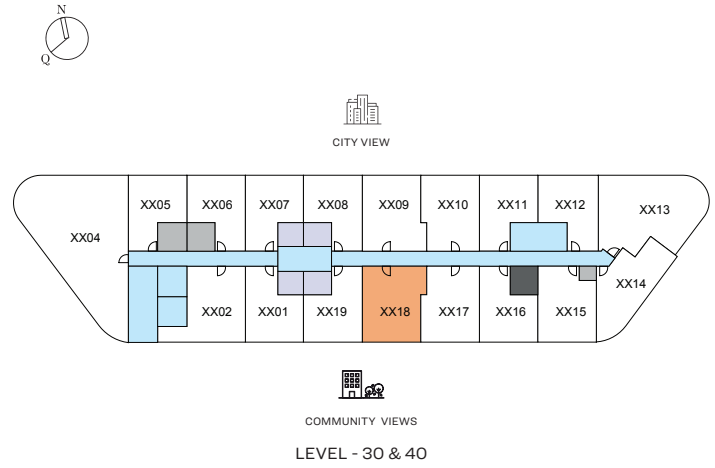 N
Q
CITY VIEW
XX05 XX06 XX07 XX08 XX09 XX10 XX11 XX12
XX13
XX04
XX14
XX02 XX01 XX19 XX18 XX17 XX16 XX15
COMMUNITY VIEWS
LEVEL - 30 & 40